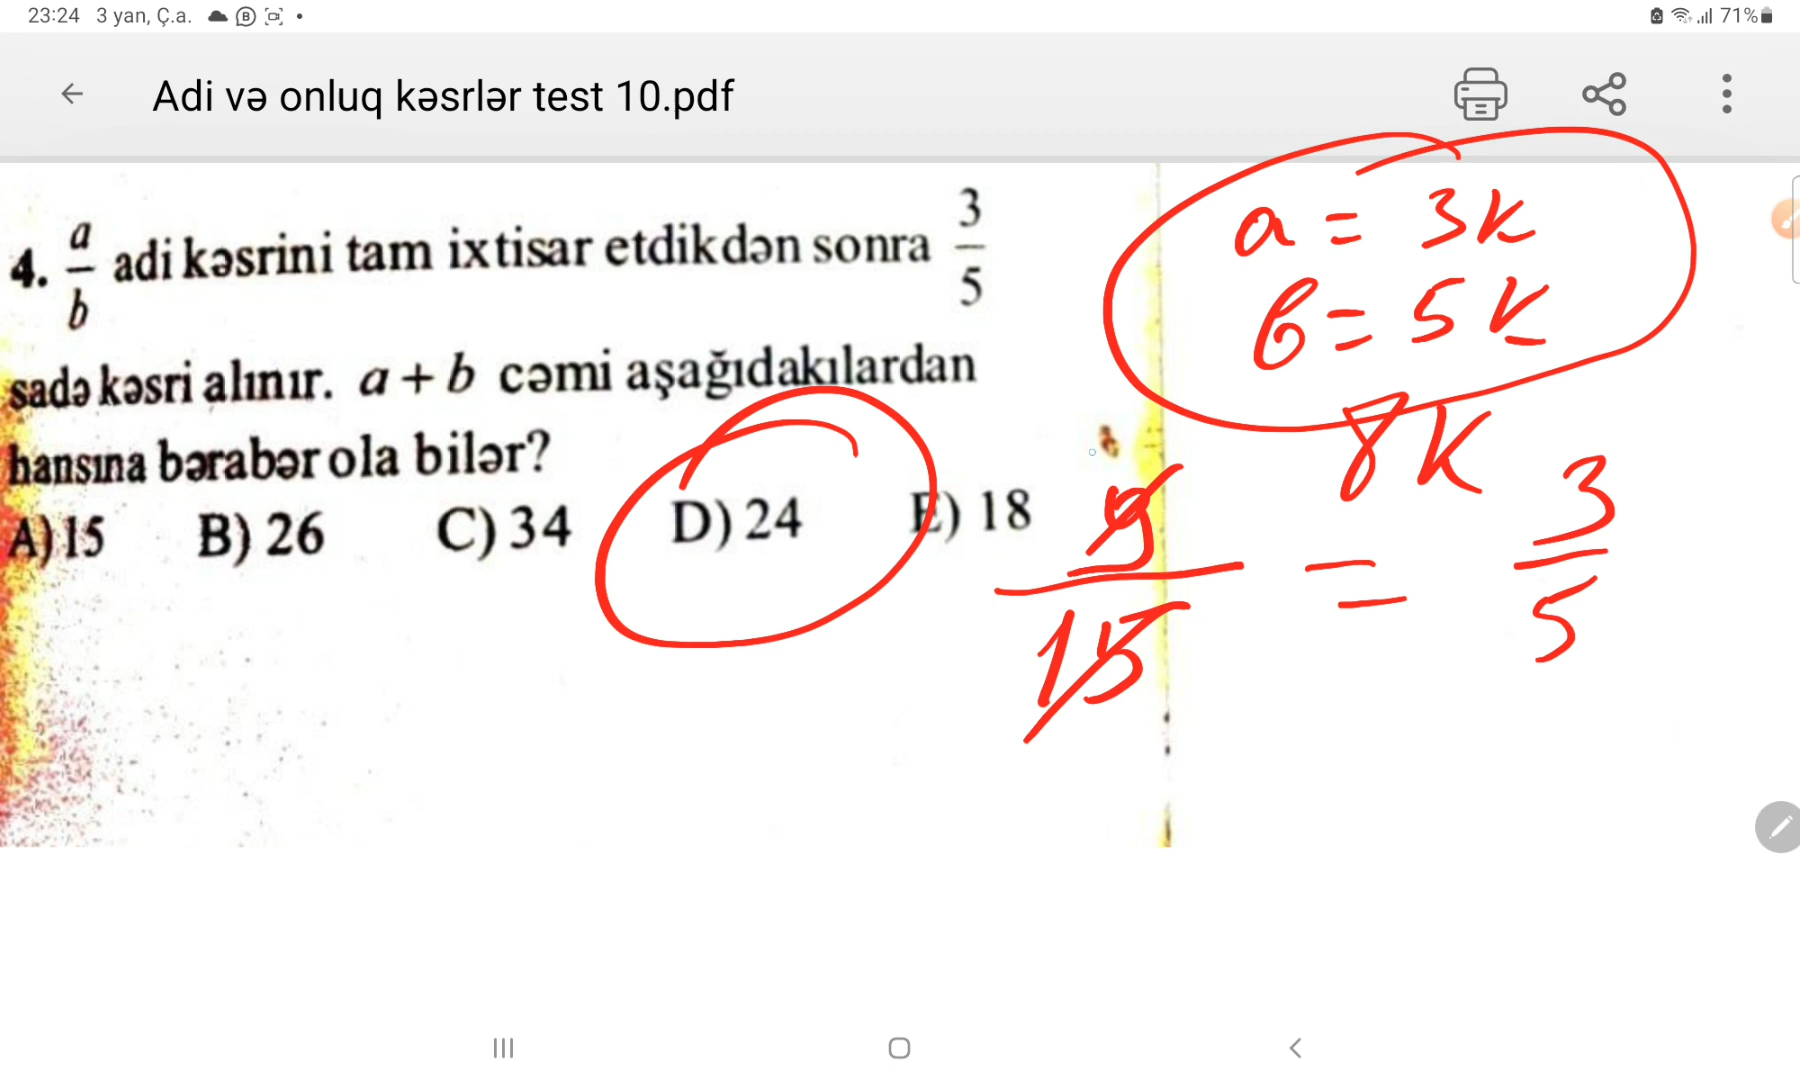 23:24 3 yan, Ç.a. B • 71%
Adi və onluq kəsrlər test 10.pdf
4. a/b adi kəsrini tam ixtisar etdikdən sonra 3/5
sadə kəsri alınır. a + b cəmi aşağıdakılardan
hansına bərabər ola bilər?
A) 15 B) 26 C) 34 D) 24 E) 18
a = 3k
b = 5k
8k
9/15 = 3/5